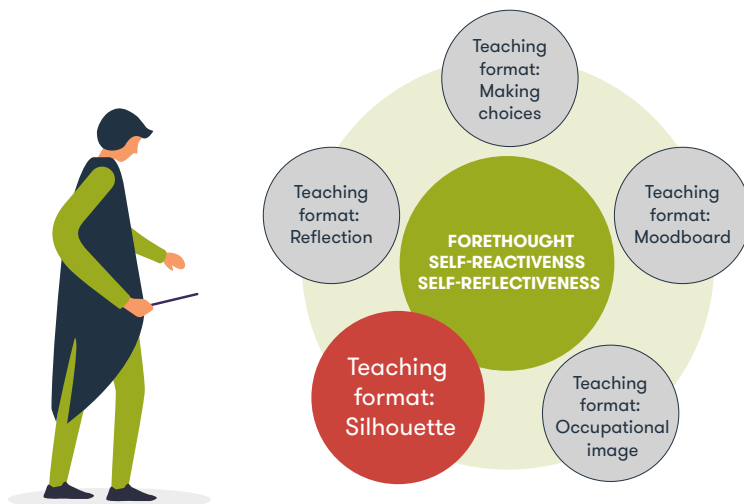 Teaching
format:
Making
choices
Teaching
format:
Reflection
Teaching
format:
Moodboard
FORETHOUGHT
SELF-REACTIVENSS
SELF-REFLECTIVENESS
Teaching
format:
Silhouette
Teaching
format:
Occupational
image